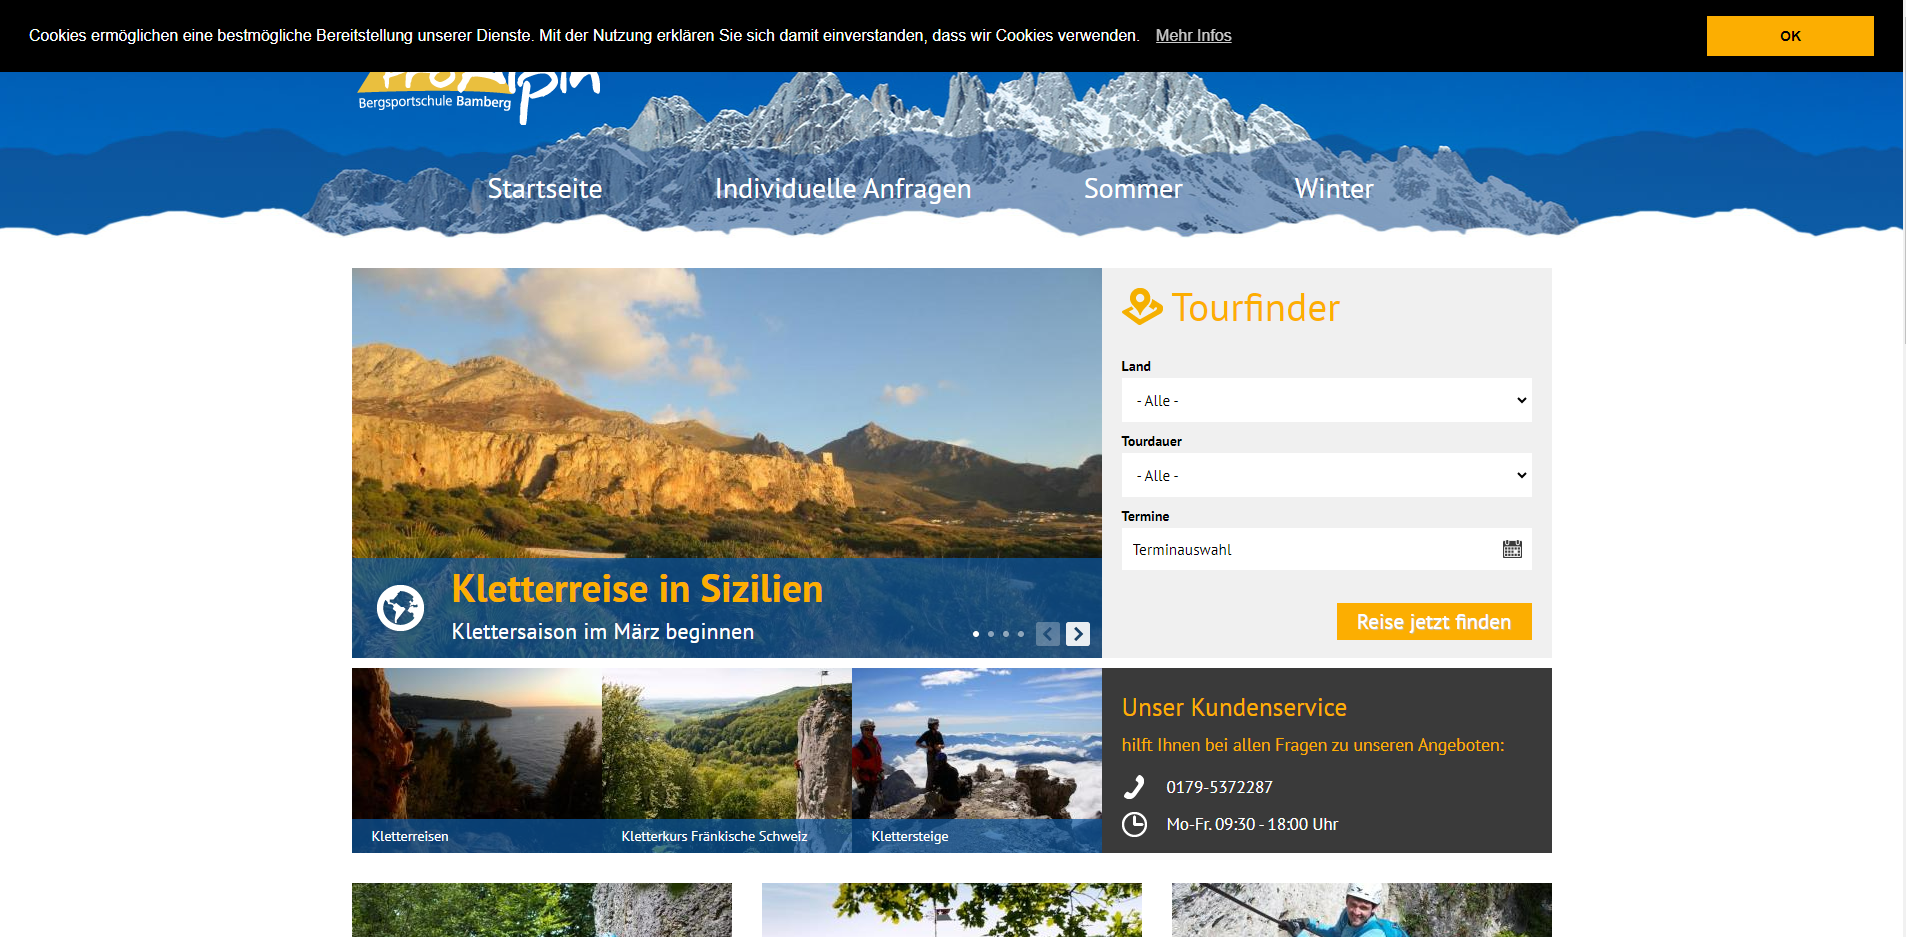 Cookies ermöglichen eine bestmögliche Bereitstellung unserer Dienste. Mit der Nutzung erklären Sie sich damit einverstanden, dass wir Cookies verwenden. Mehr Infos
OK
ProAlpin
Bergsportschule Bamberg
Startseite
Individuelle Anfragen
Sommer
Winter
Kletterreise in Sizilien
Klettersaison im März beginnen
Tourfinder
Land
- Alle -
Tourdauer
- Alle -
Termine
Terminauswahl
Reise jetzt finden
Kletterreisen
Kletterkurs Fränkische Schweiz
Klettersteige
Unser Kundenservice
hilft Ihnen bei allen Fragen zu unseren Angeboten:
0179-5372287
Mo-Fr. 09:30 - 18:00 Uhr